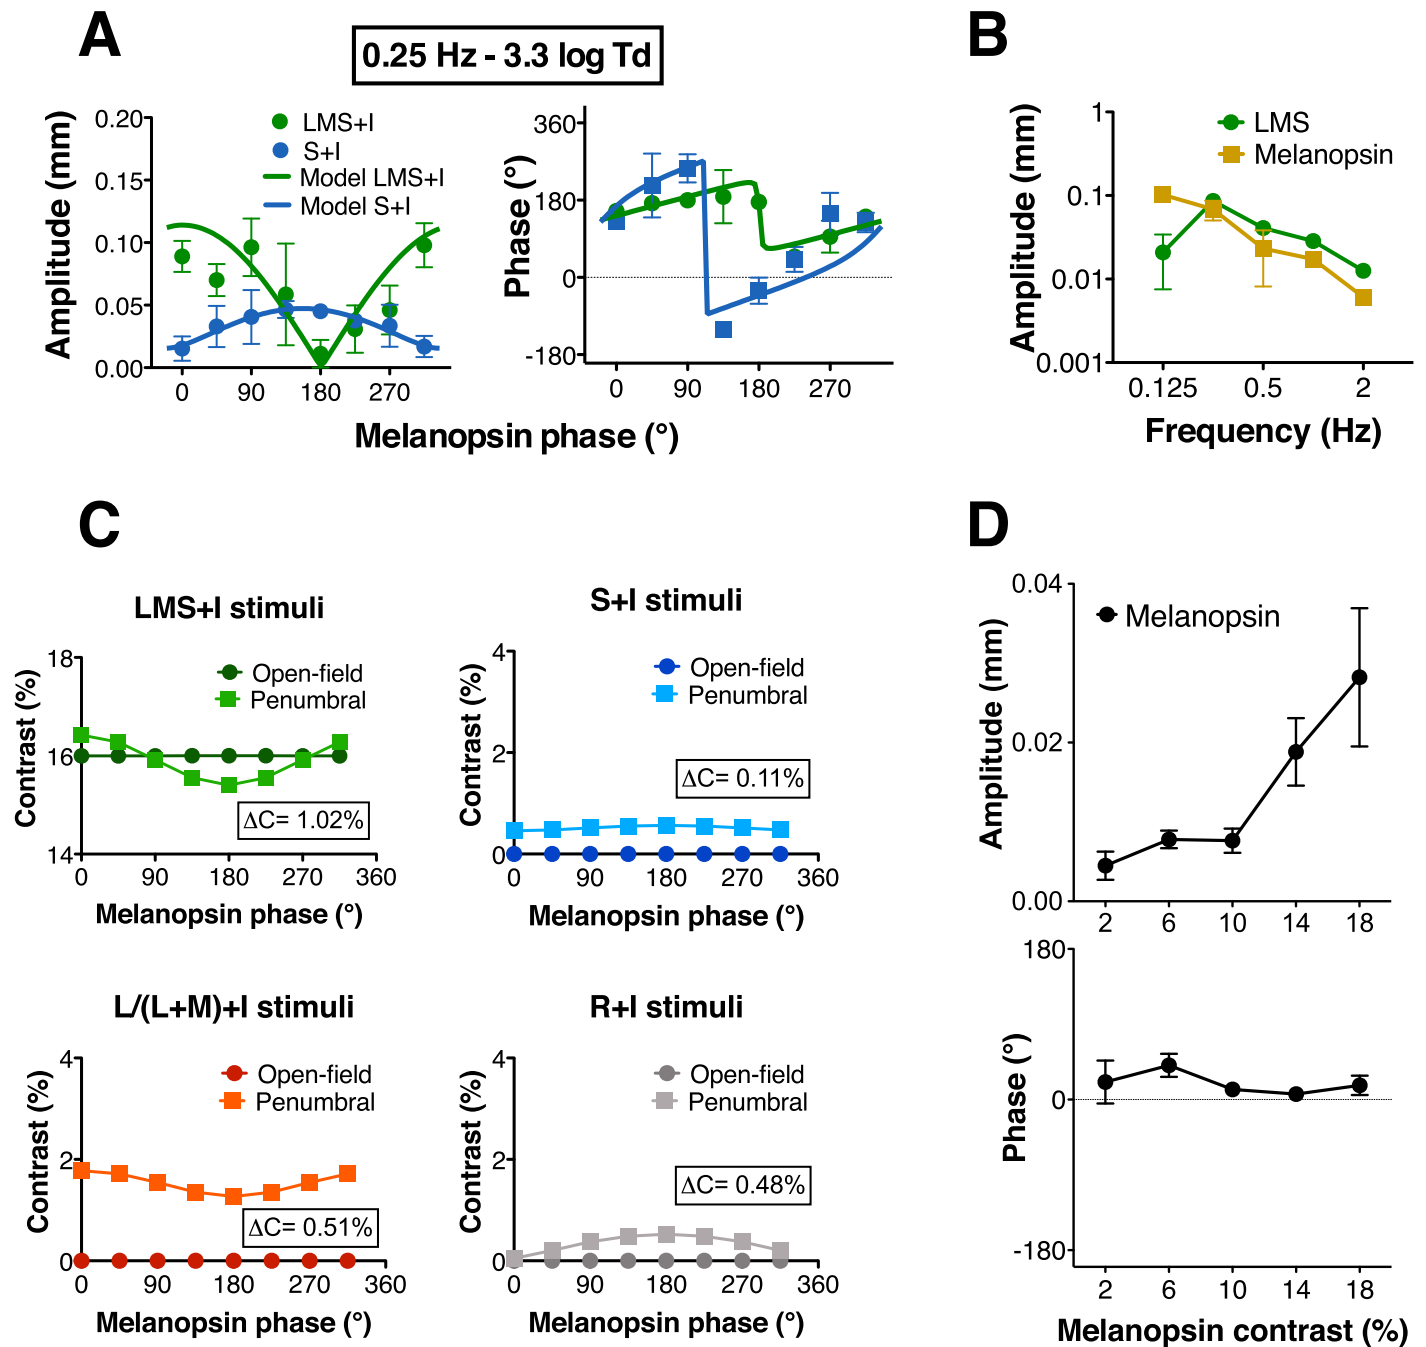 A
0.25 Hz - 3.3 log Td
B
Amplitude (mm)
0.20
0.15
0.10
0.05
0.00
LMS+I
S+I
Model LMS+I
Model S+I
0 90 180 270
Phase (°)
360
180
0
-180
0 90 180 270
Melanopsin phase (°)
Amplitude (mm)
1
0.1
0.01
0.001
LMS
Melanopsin
0.125 0.5 2
Frequency (Hz)
C
D
LMS+I stimuli
Contrast (%)
18
16
14
Open-field
Penumbral
ΔC= 1.02%
0 90 180 270 360
Melanopsin phase (°)
S+I stimuli
Contrast (%)
4
2
0
Open-field
Penumbral
ΔC= 0.11%
0 90 180 270 360
Melanopsin phase (°)
L/(L+M)+I stimuli
Contrast (%)
4
2
0
Open-field
Penumbral
ΔC= 0.51%
0 90 180 270 360
Melanopsin phase (°)
R+I stimuli
Contrast (%)
4
2
0
Open-field
Penumbral
ΔC= 0.48%
0 90 180 270 360
Melanopsin phase (°)
Amplitude (mm)
0.04
0.02
0.00
Melanopsin
2 6 10 14 18
Phase (°)
180
0
-180
2 6 10 14 18
Melanopsin contrast (%)